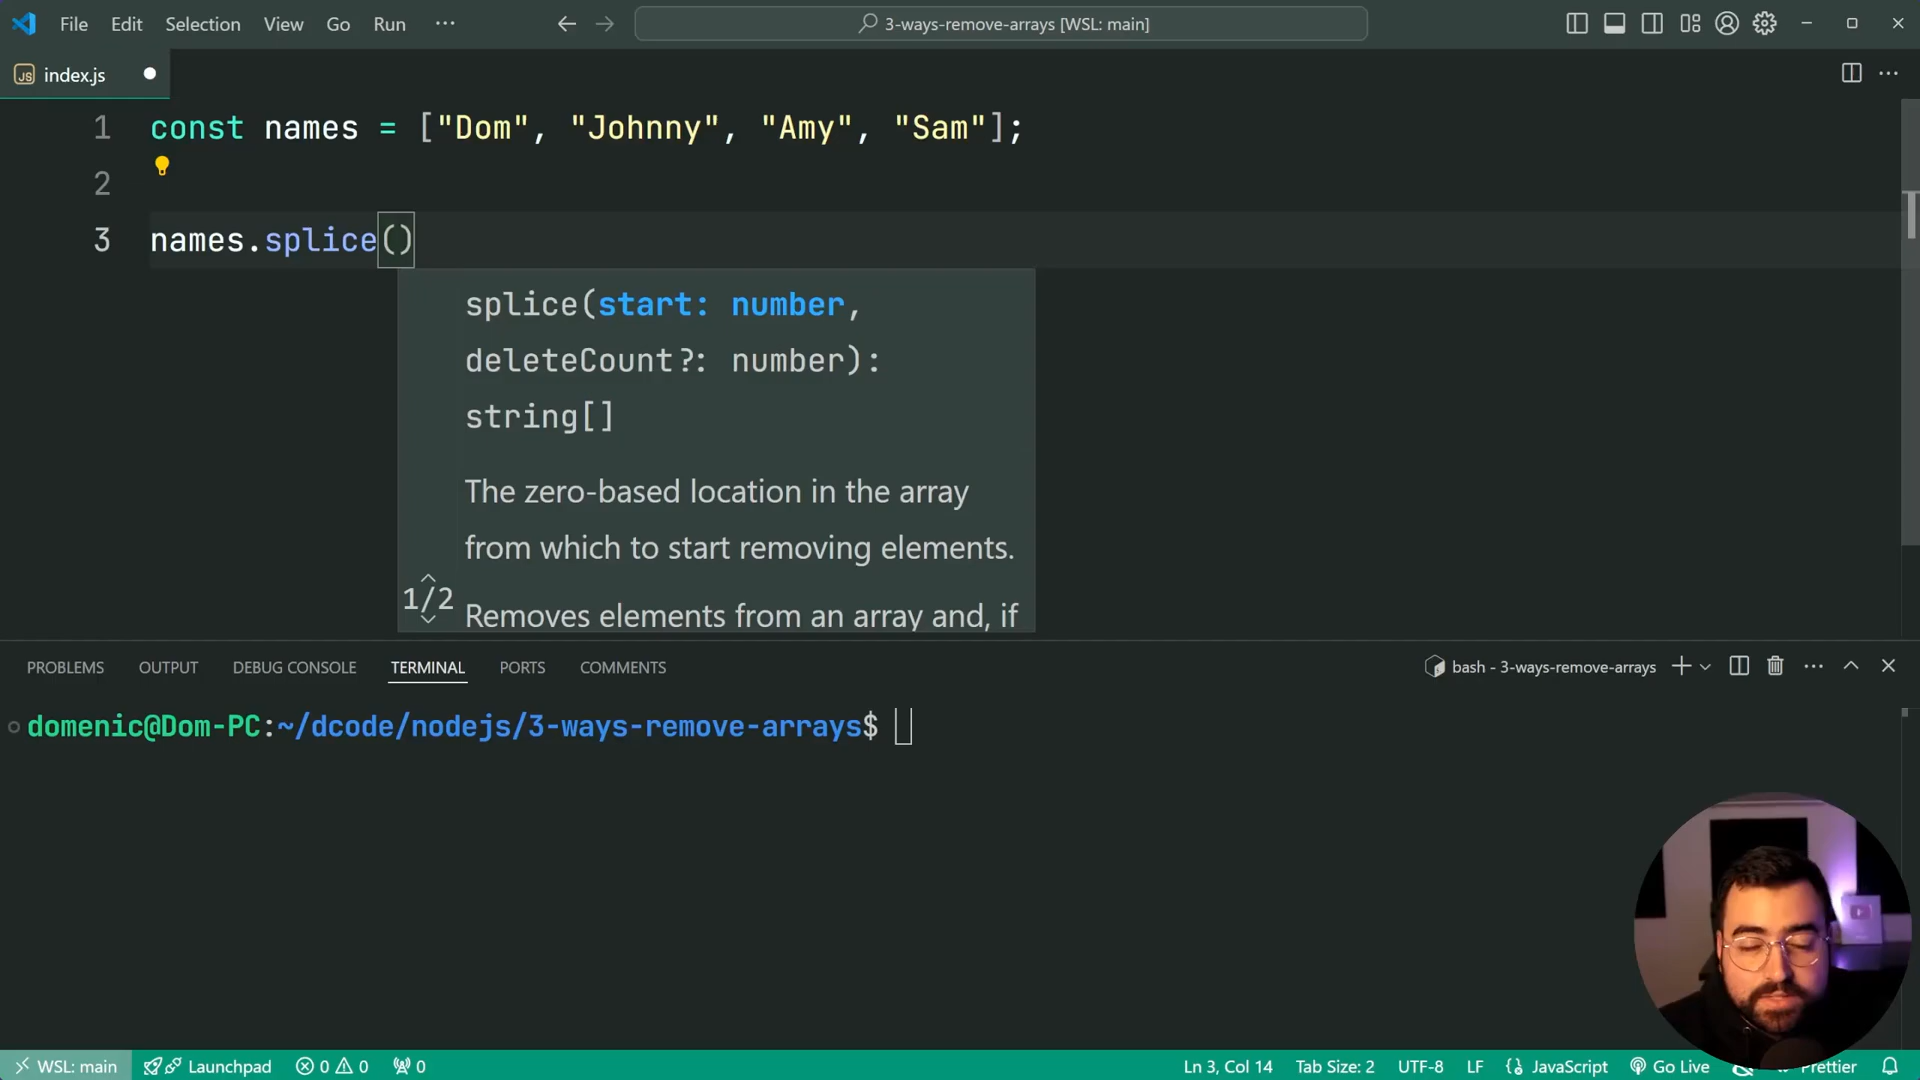 File Edit Selection View Go Run ···
3-ways-remove-arrays [WSL: main]
JS index.js
1 const names = ["Dom", "Johnny", "Amy", "Sam"];
2
3 names.splice()
splice(start: number,
deleteCount?: number):
string[]
The zero-based location in the array
from which to start removing elements.
1/2
Removes elements from an array and, if
PROBLEMS OUTPUT DEBUG CONSOLE TERMINAL PORTS COMMENTS
bash - 3-ways-remove-arrays
domenic@Dom-PC:~/dcode/nodejs/3-ways-remove-arrays$
WSL: main Launchpad 0 0 0 Ln 3, Col 14 Tab Size: 2 UTF-8 LF {} JavaScript Go Live Prettier